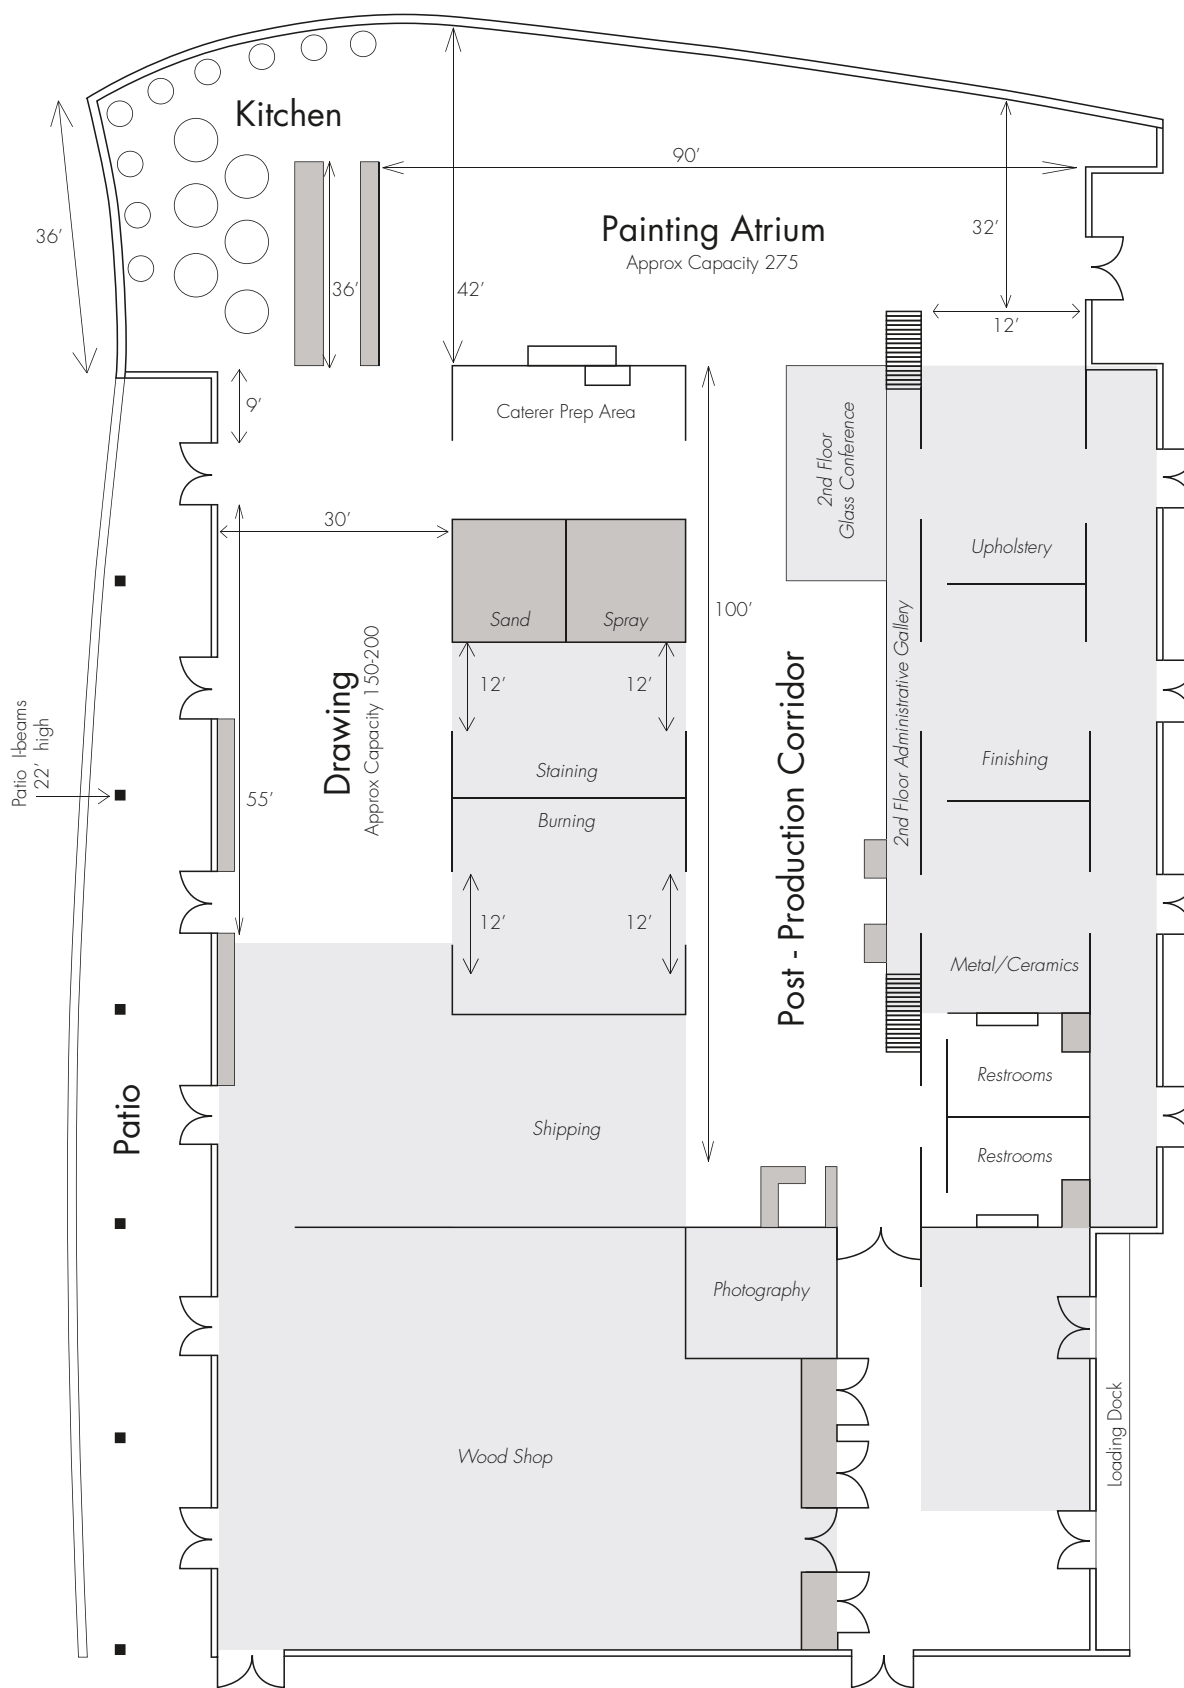 Kitchen
90’
36’
Painting Atrium
Approx Capacity 275
32’
36’
42’
12’
9’
Caterer Prep Area
2nd Floor
Glass Conference
30’
Upholstery
100’
Sand
Spray
12’
12’
Drawing
Approx Capacity 150-200
2nd Floor Administrative Gallery
Post - Production Corridor
Patio I-beams
22’ high
Staining
Finishing
55’
Burning
12’
12’
Metal/Ceramics
Patio
Restrooms
Shipping
Restrooms
Photography
Loading Dock
Wood Shop